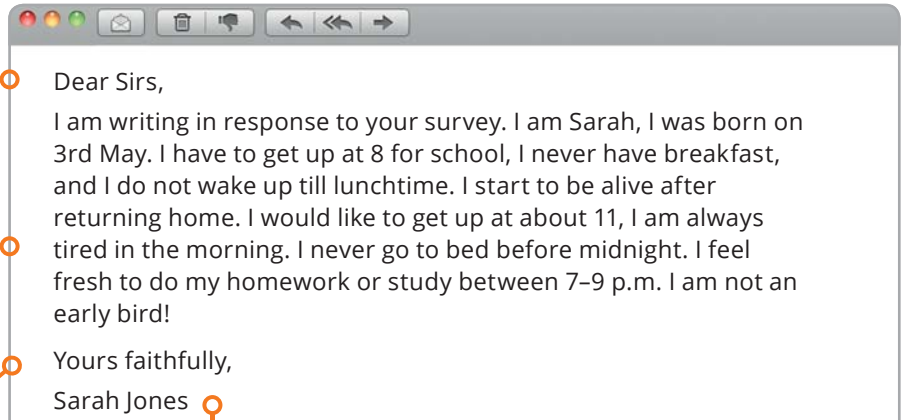 Dear Sirs,
I am writing in response to your survey. I am Sarah, I was born on
3rd May. I have to get up at 8 for school, I never have breakfast,
and I do not wake up till lunchtime. I start to be alive after
returning home. I would like to get up at about 11, I am always
tired in the morning. I never go to bed before midnight. I feel
fresh to do my homework or study between 7–9 p.m. I am not an
early bird!
Yours faithfully,
Sarah Jones